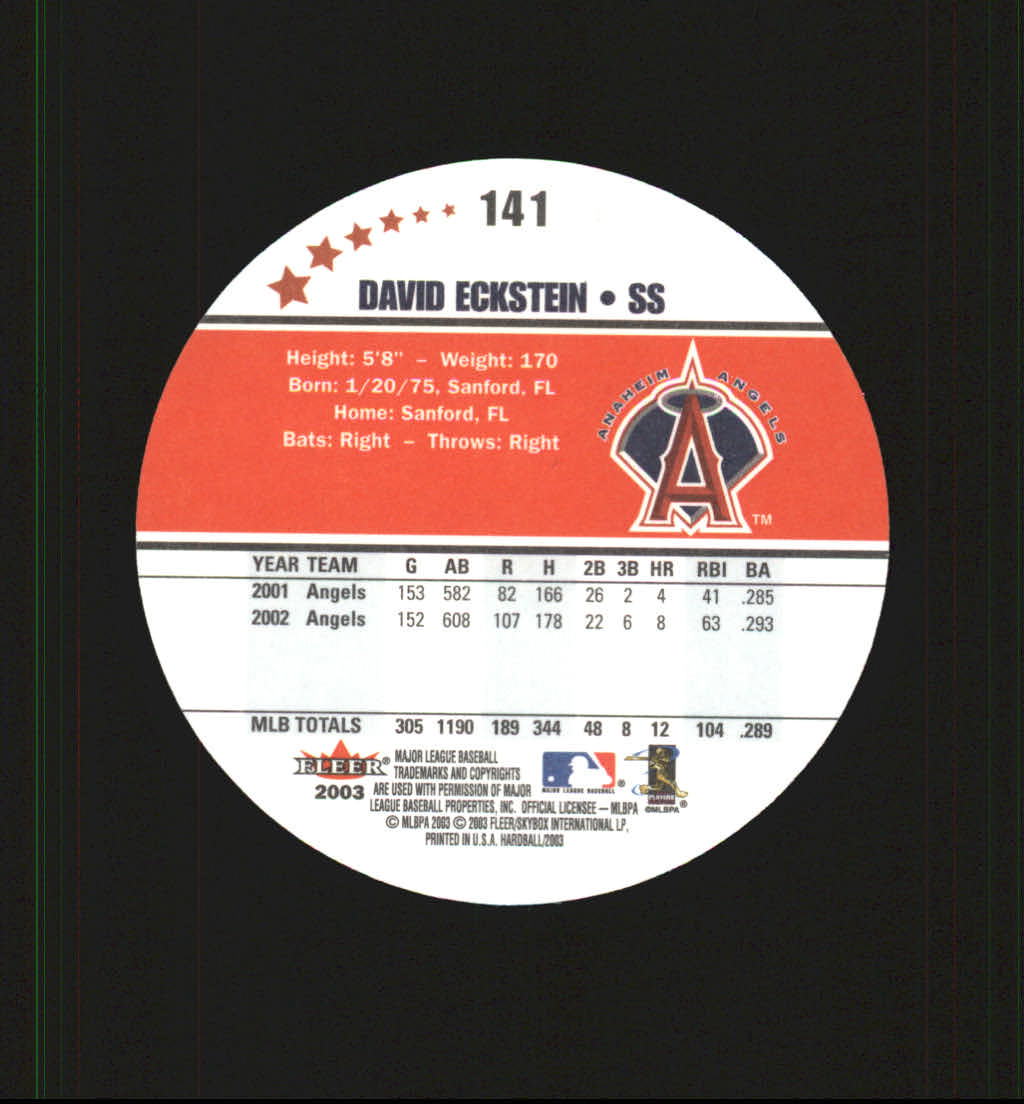 141
DAVID ECKSTEIN • SS
Height: 5'8" – Weight: 170
Born: 1/20/75, Sanford, FL
Home: Sanford, FL
Bats: Right – Throws: Right
ANAHEIM ANGELS
A
TM
YEAR TEAM G AB R H 2B 3B HR RBI BA
2001 Angels 153 582 82 166 26 2 4 41 .285
2002 Angels 152 608 107 178 22 6 8 63 .293
MLB TOTALS 305 1190 189 344 48 8 12 104 .289
FLEER®
2003
MAJOR LEAGUE BASEBALL
TRADEMARKS AND COPYRIGHTS
ARE USED WITH PERMISSION OF MAJOR
LEAGUE BASEBALL PROPERTIES, INC. OFFICIAL LICENSEE — MLBPA
© MLBPA 2003 © 2003 FLEER/SKYBOX INTERNATIONAL LP,
PRINTED IN U.S.A. HARDBALL/2003
MAJOR LEAGUE BASEBALL ®
PLAYERS ®
©MLBPA